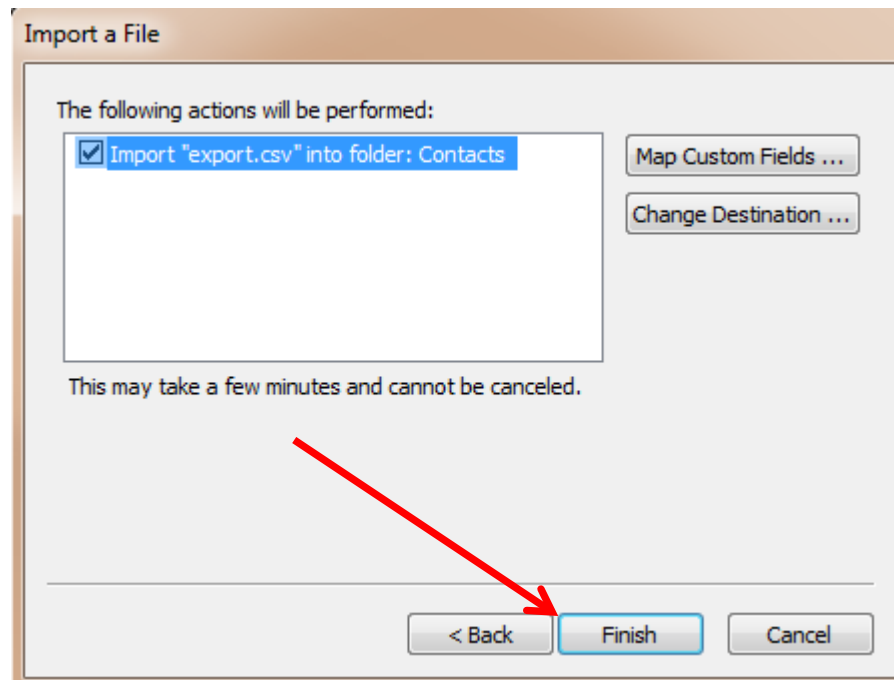 Import a File
The following actions will be performed:
Import "export.csv" into folder: Contacts
Map Custom Fields ...
Change Destination ...
This may take a few minutes and cannot be canceled.
< Back
Finish
Cancel